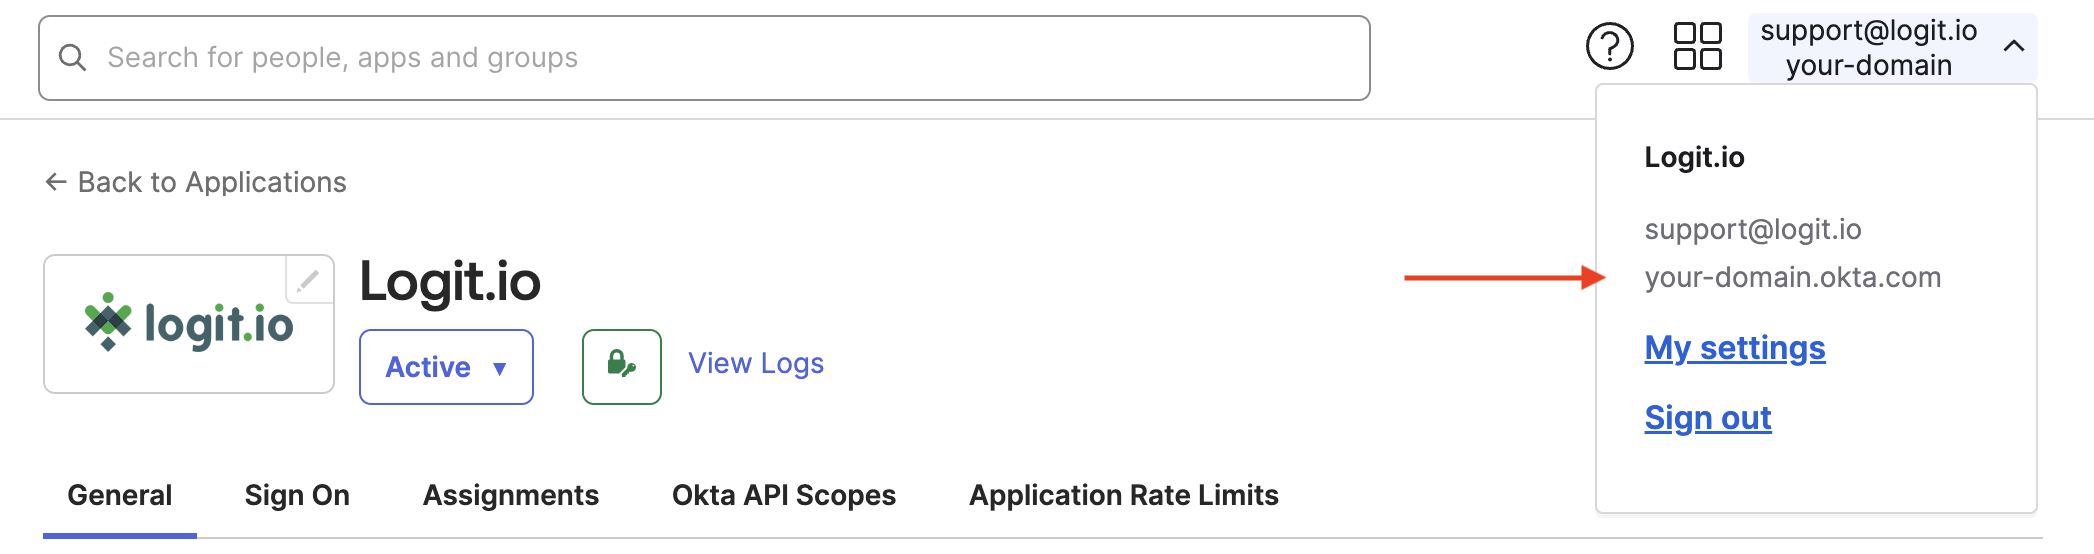 Search for people, apps and groups
support@logit.io
your-domain
Logit.io
support@logit.io
your-domain.okta.com
My settings
Sign out
← Back to Applications
logit.io
Logit.io
Active ▼
View Logs
General Sign On Assignments Okta API Scopes Application Rate Limits